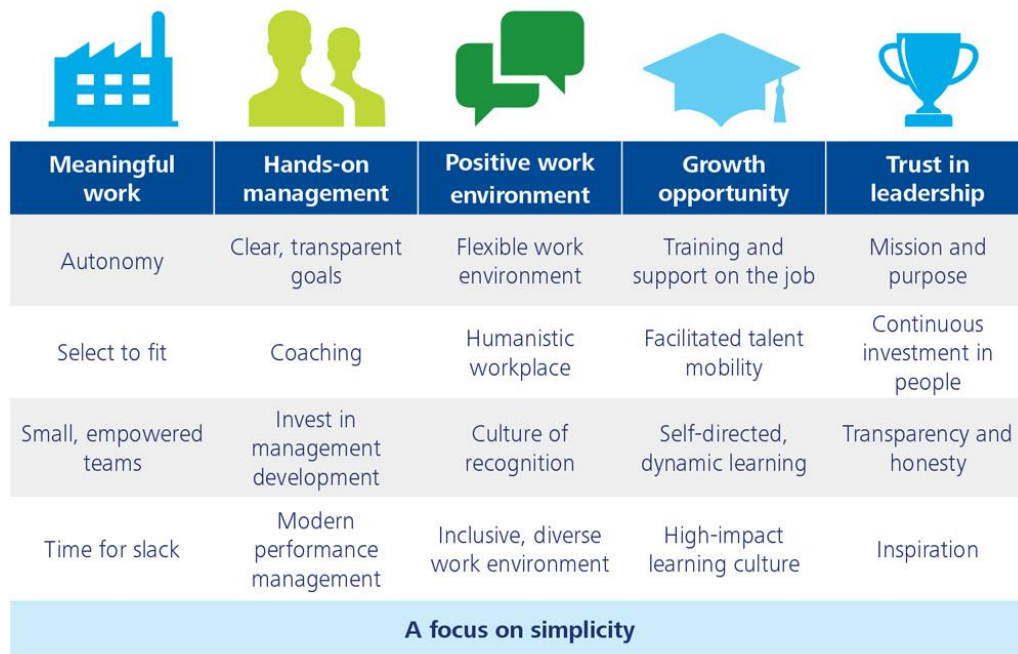 Meaningful work
Hands-on management
Positive work environment
Growth opportunity
Trust in leadership
Autonomy
Clear, transparent goals
Flexible work environment
Training and support on the job
Mission and purpose
Select to fit
Coaching
Humanistic workplace
Facilitated talent mobility
Continuous investment in people
Small, empowered teams
Invest in management development
Culture of recognition
Self-directed, dynamic learning
Transparency and honesty
Time for slack
Modern performance management
Inclusive, diverse work environment
High-impact learning culture
Inspiration
A focus on simplicity